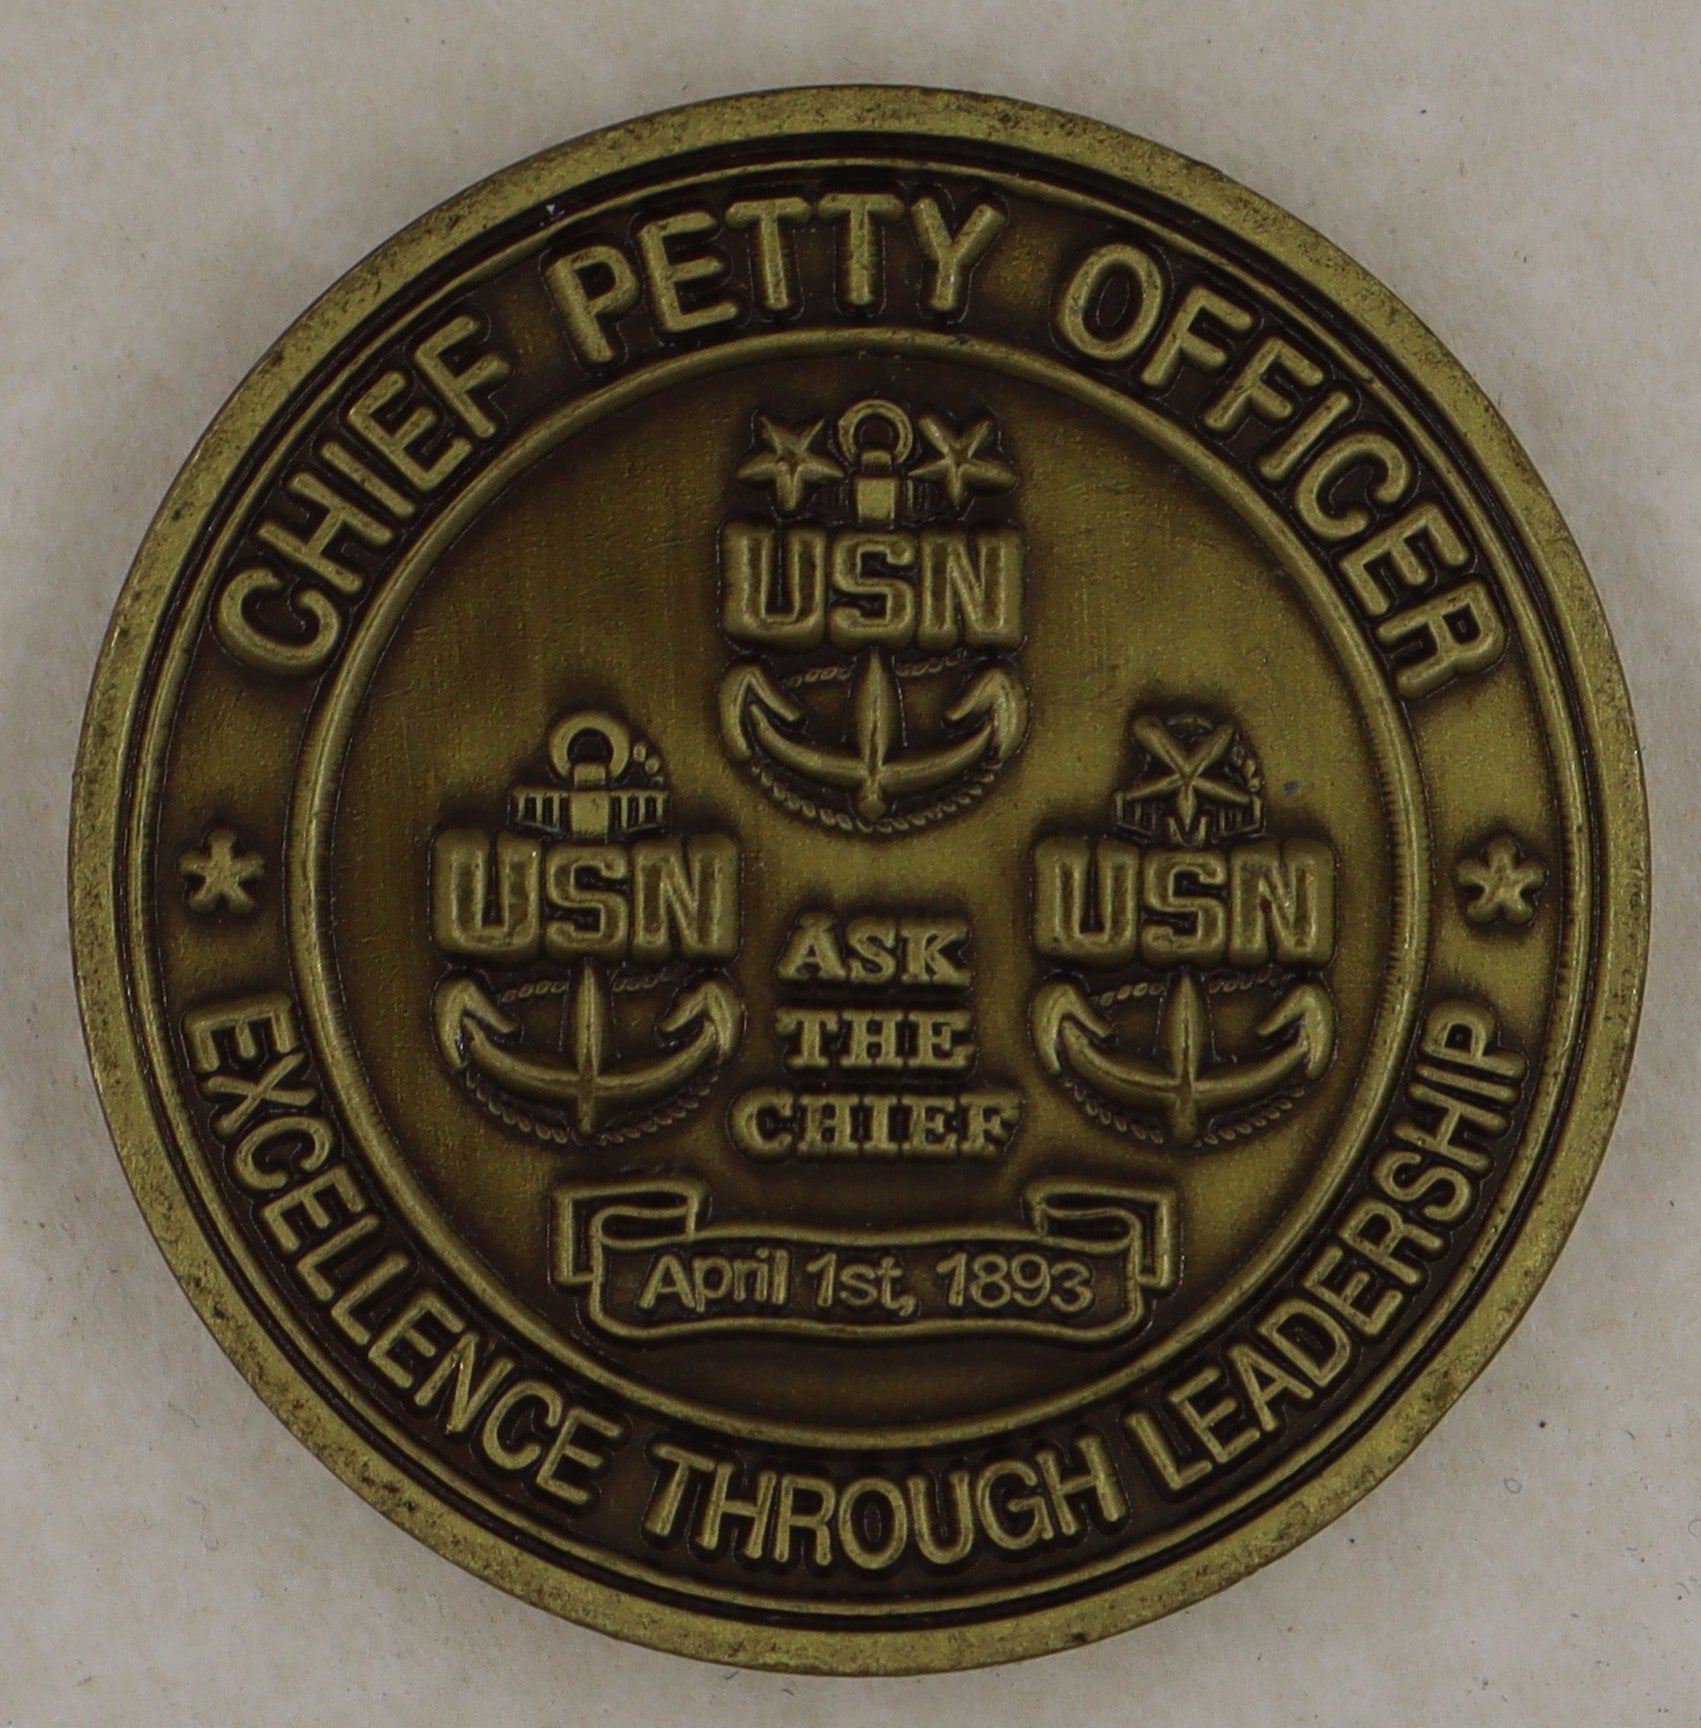 CHIEF PETTY OFFICER
USN
USN
USN
ASK
THE
CHIEF
April 1st, 1893
EXCELLENCE THROUGH LEADERSHIP